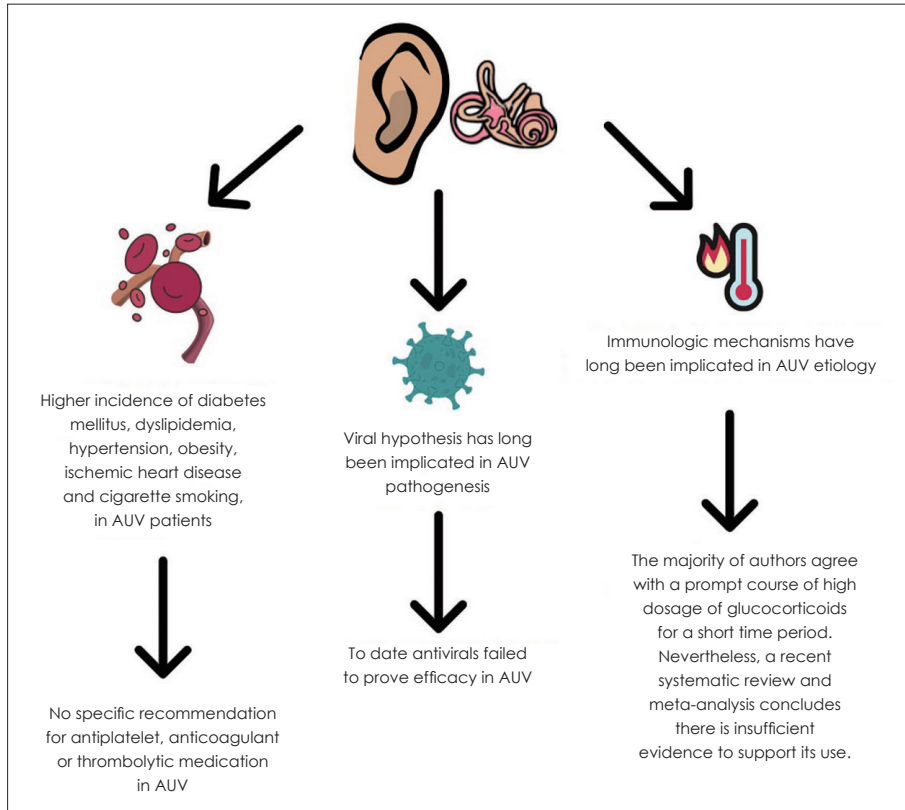 Higher incidence of diabetes
mellitus, dyslipidemia,
hypertension, obesity,
ischemic heart disease
and cigarette smoking,
in AUV patients
No specific recommendation
for antiplatelet, anticoagulant
or thrombolytic medication
in AUV
Viral hypothesis has long
been implicated in AUV
pathogenesis
To date antivirals failed
to prove efficacy in AUV
Immunologic mechanisms have
long been implicated in AUV etiology
The majority of authors agree
with a prompt course of high
dosage of glucocorticoids
for a short time period.
Nevertheless, a recent
systematic review and
meta-analysis concludes
there is insufficient
evidence to support its use.